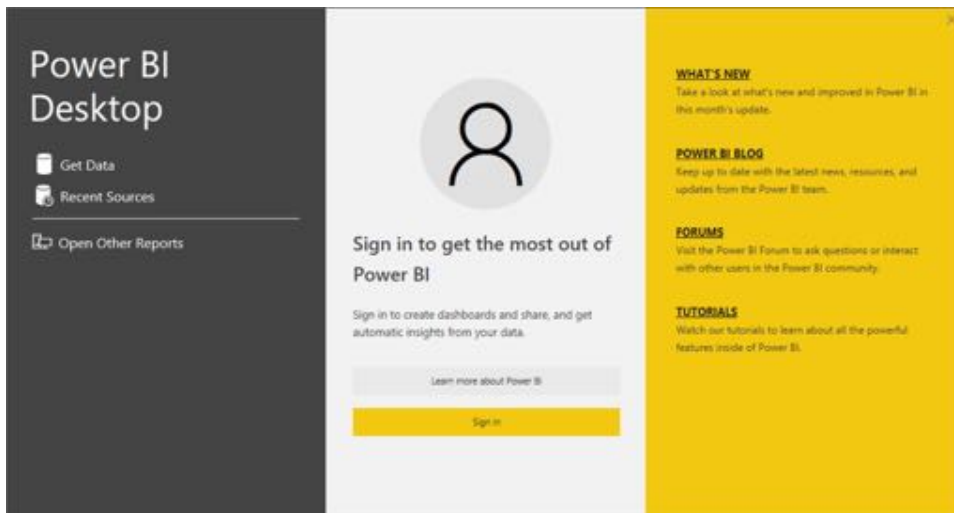 Power BI
Desktop
Get Data
Recent Sources
Open Other Reports
Sign in to get the most out of
Power BI
Sign in to create dashboards and share, and get
automatic insights from your data.
Learn more about Power BI
Sign in
WHAT'S NEW
Take a look at what's new and improved in Power BI in
this month's update.
POWER BI BLOG
Keep up to date with the latest news, resources, and
updates from the Power BI team.
FORUMS
Visit the Power BI Forum to ask questions or interact
with other users in the Power BI community.
TUTORIALS
Watch our tutorials to learn about all the powerful
features inside of Power BI.